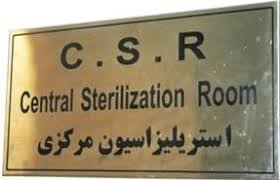 C . S . R
Central Sterilization Room
استریلیزاسیون مرکزی